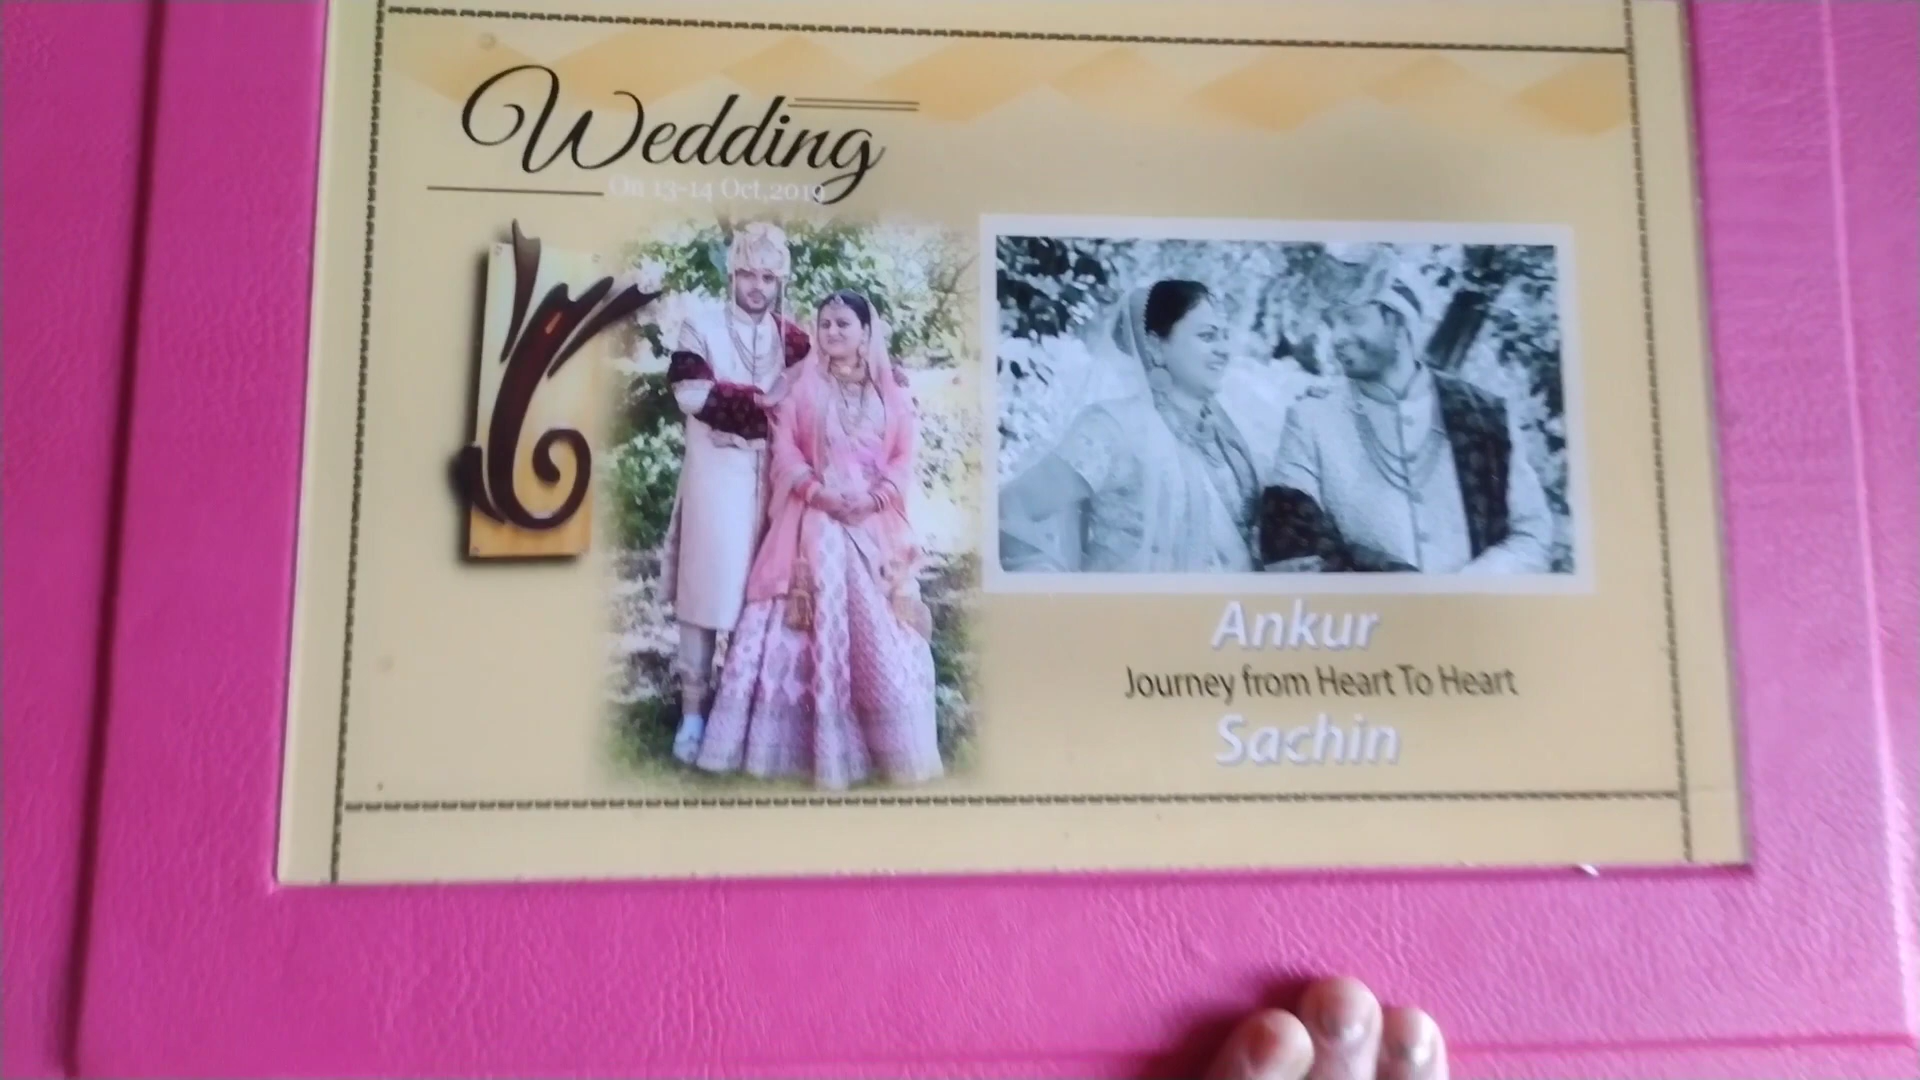 Wedding
On 13-14 Oct,2019
Ankur
Journey from Heart To Heart
Sachin